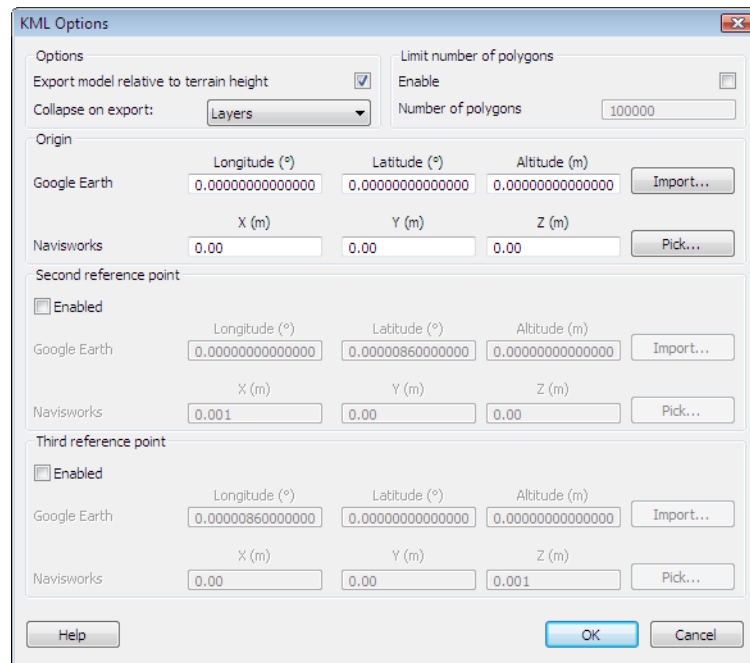 KML Options
Options
Limit number of polygons
Export model relative to terrain height
Enable
Collapse on export: Layers
Number of polygons 100000
Origin
Longitude (°) Latitude (°) Altitude (m)
Google Earth 0.00000000000000 0.00000000000000 0.00000000000000 Import...
X (m) Y (m) Z (m)
Navisworks 0.00 0.00 0.00 Pick...
Second reference point
Enabled
Longitude (°) Latitude (°) Altitude (m)
Google Earth 0.00000000000000 0.00000860000000 0.00000000000000 Import...
X (m) Y (m) Z (m)
Navisworks 0.001 0.00 0.00 Pick...
Third reference point
Enabled
Longitude (°) Latitude (°) Altitude (m)
Google Earth 0.00000860000000 0.00000000000000 0.00000000000000 Import...
X (m) Y (m) Z (m)
Navisworks 0.00 0.00 0.001 Pick...
Help OK Cancel